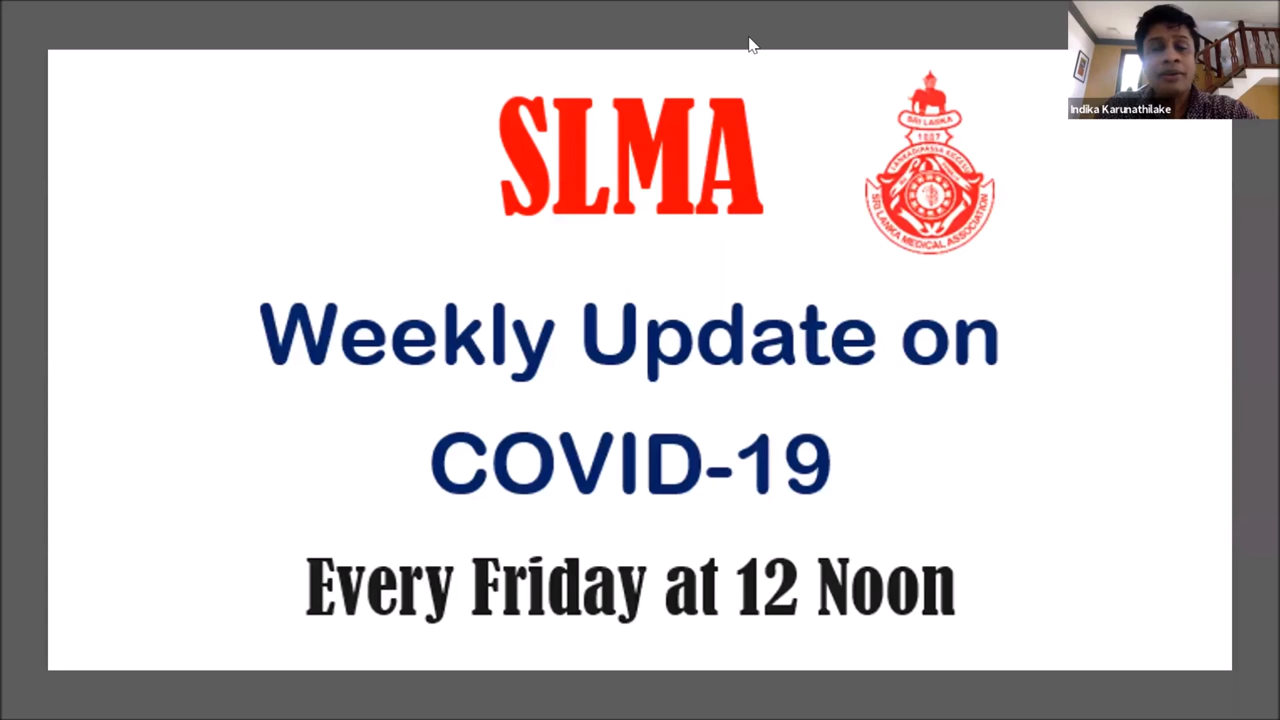 SLMA
SRI LANKA
1887
SRI LANKA MEDICAL ASSOCIATION
Indika Karunathilake
Weekly Update on
COVID-19
Every Friday at 12 Noon